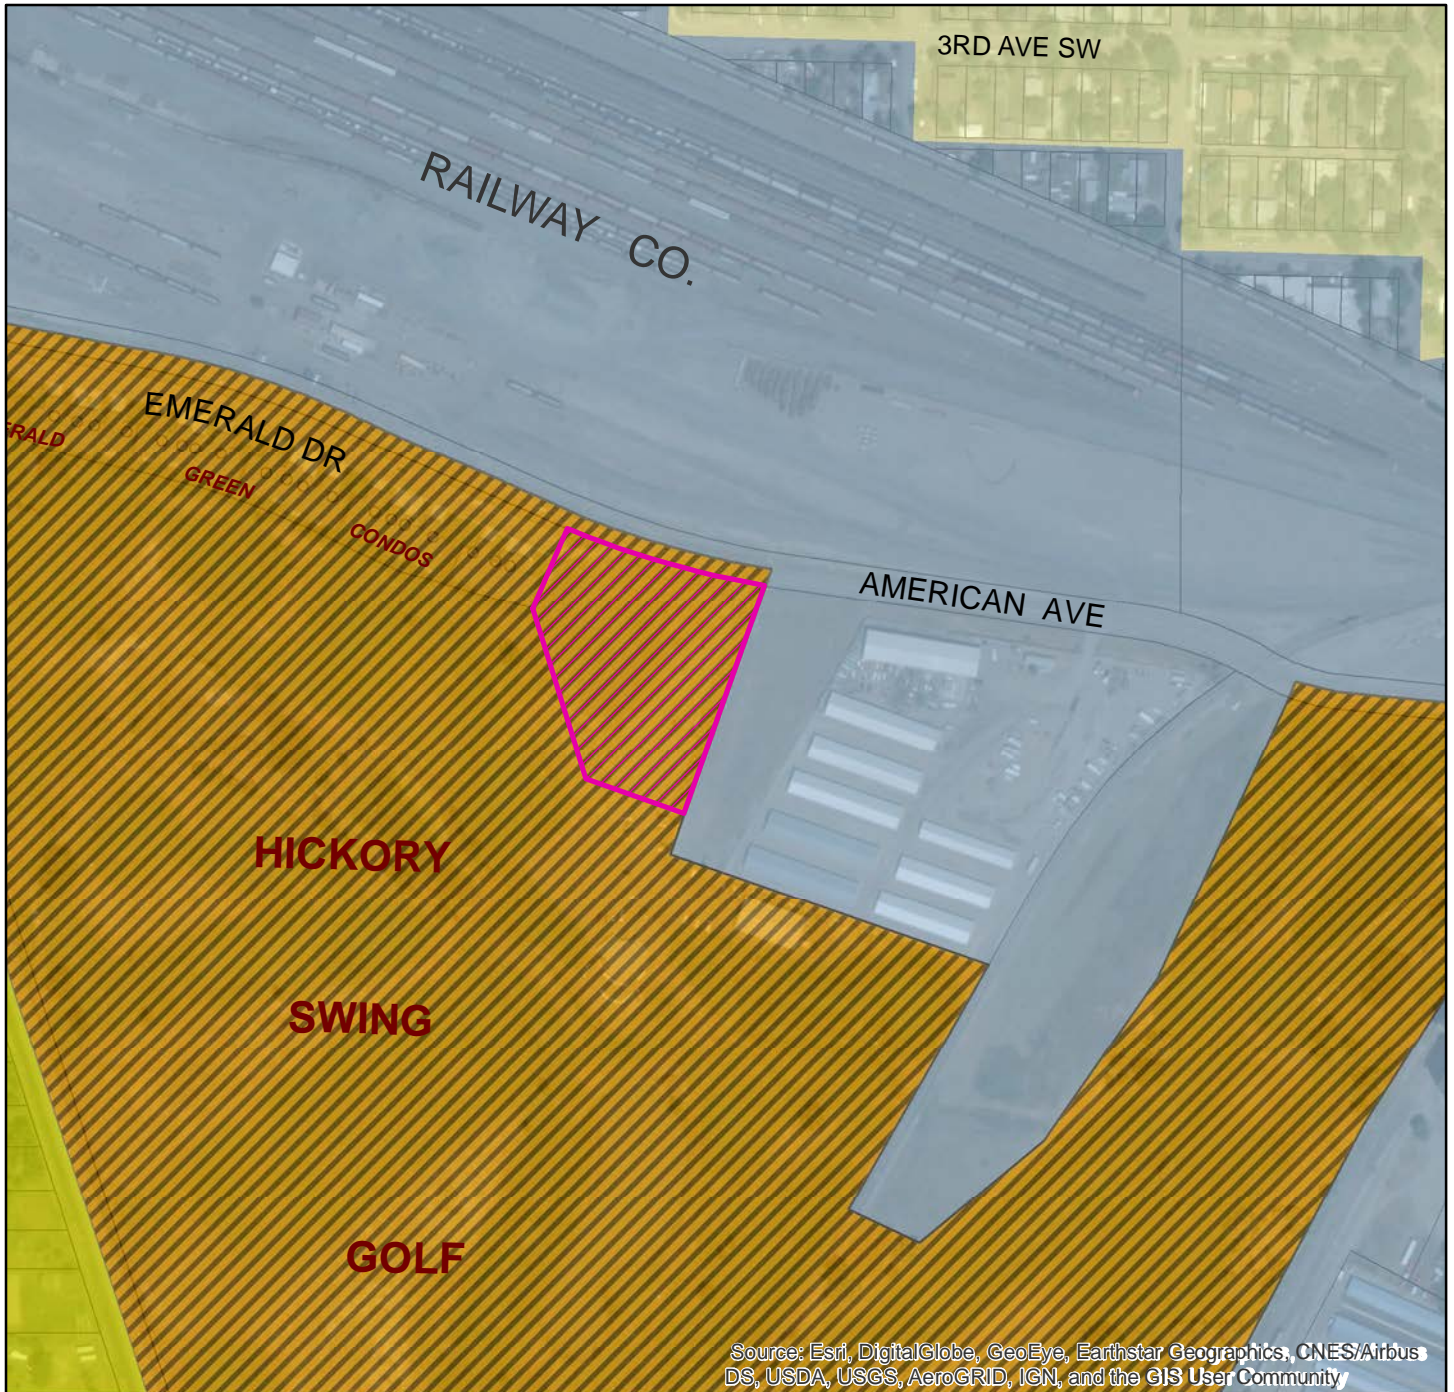 3RD AVE SW
RAILWAY CO.
EMERALD DR
ERALD
GREEN
CONDOS
AMERICAN AVE
HICKORY
SWING
GOLF
Source: Esri, DigitalGlobe, GeoEye, Earthstar Geographics, CNES/Airbus
DS, USDA, USGS, AeroGRID, IGN, and the GIS User Community